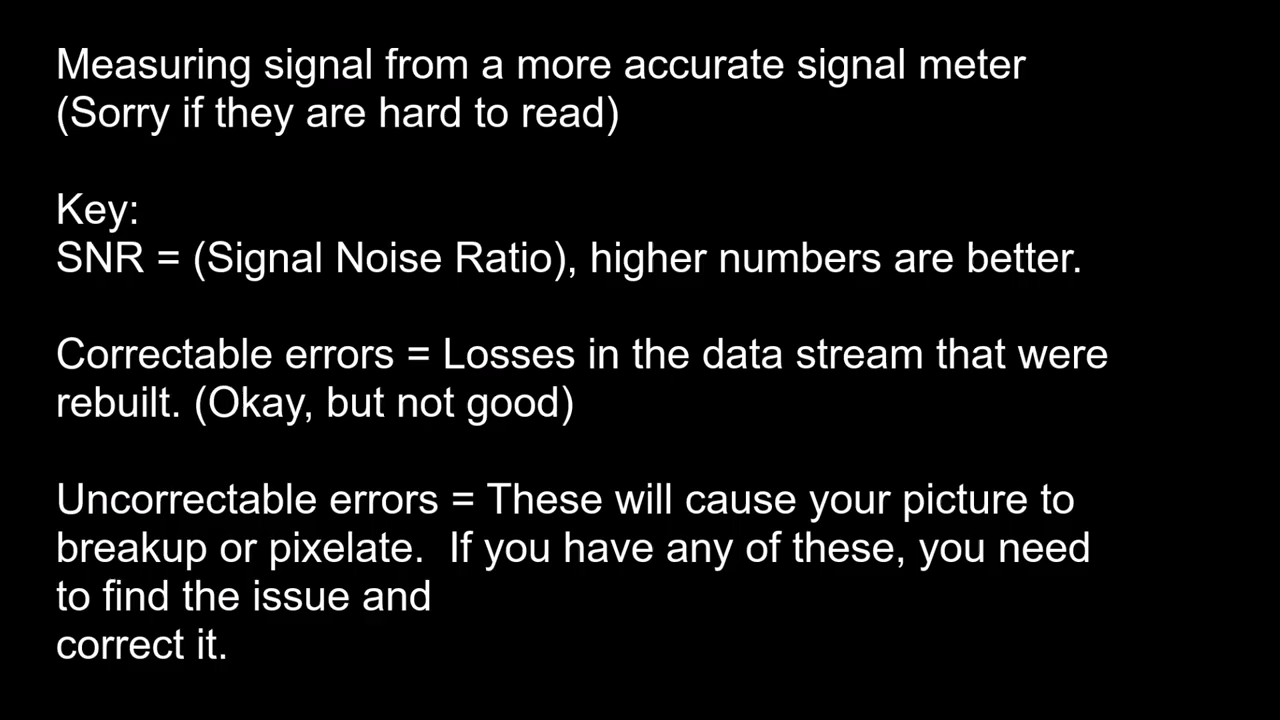 Measuring signal from a more accurate signal meter
(Sorry if they are hard to read)
Key:
SNR = (Signal Noise Ratio), higher numbers are better.
Correctable errors = Losses in the data stream that were
rebuilt. (Okay, but not good)
Uncorrectable errors = These will cause your picture to
breakup or pixelate.  If you have any of these, you need
to find the issue and
correct it.